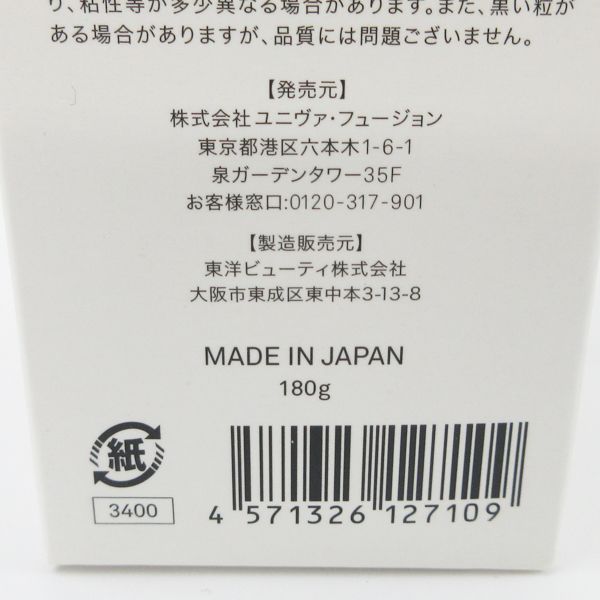 り、粘性等が多少異なる場合があります。また、黒い粒が
ある場合がありますが、品質には問題ございません。
【発売元】
株式会社ユニヴァ・フュージョン
東京都港区六本木1-6-1
泉ガーデンタワー35F
お客様窓口:0120-317-901
【製造販売元】
東洋ビューティ株式会社
大阪市東成区東中本3-13-8
MADE IN JAPAN
180g
紙
3400
4 571326 127109